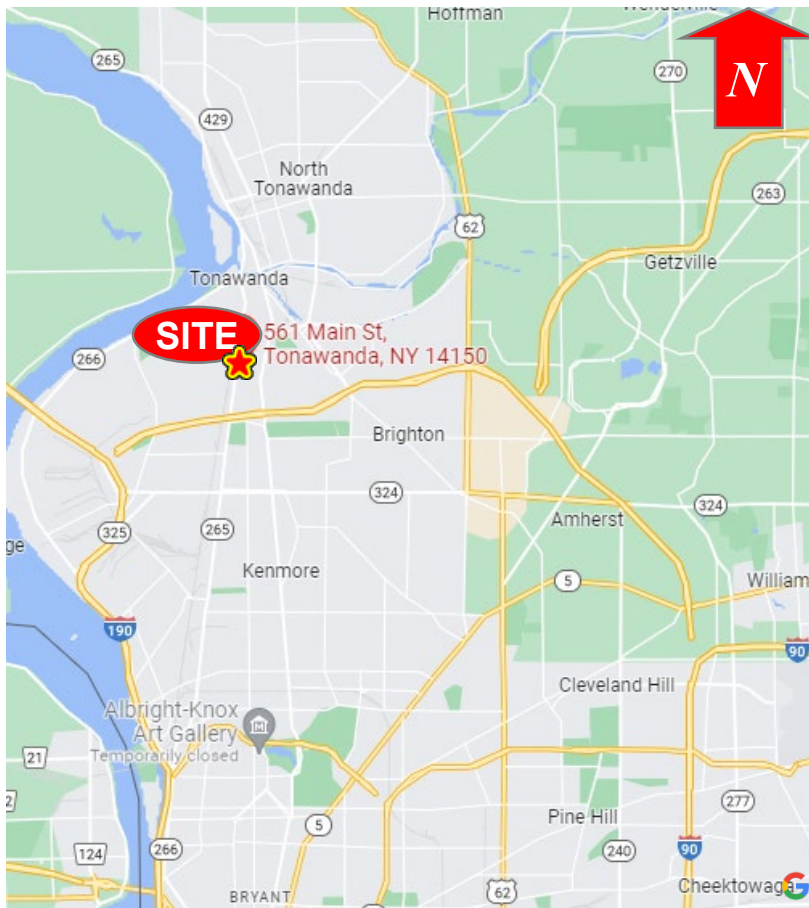 Hoffman
265
270
N
429
North
Tonawanda
263
62
Getzville
Tonawanda
SITE
561 Main St,
Tonawanda, NY 14150
266
Brighton
324
324
265
Amherst
325
ge
Kenmore
5
William
190
90
Cleveland Hill
Albright-Knox
Art Gallery
Temporarily closed
M
21
2
277
5
Pine Hill
124
266
240
90
BRYANT
62
Cheektowaga
G